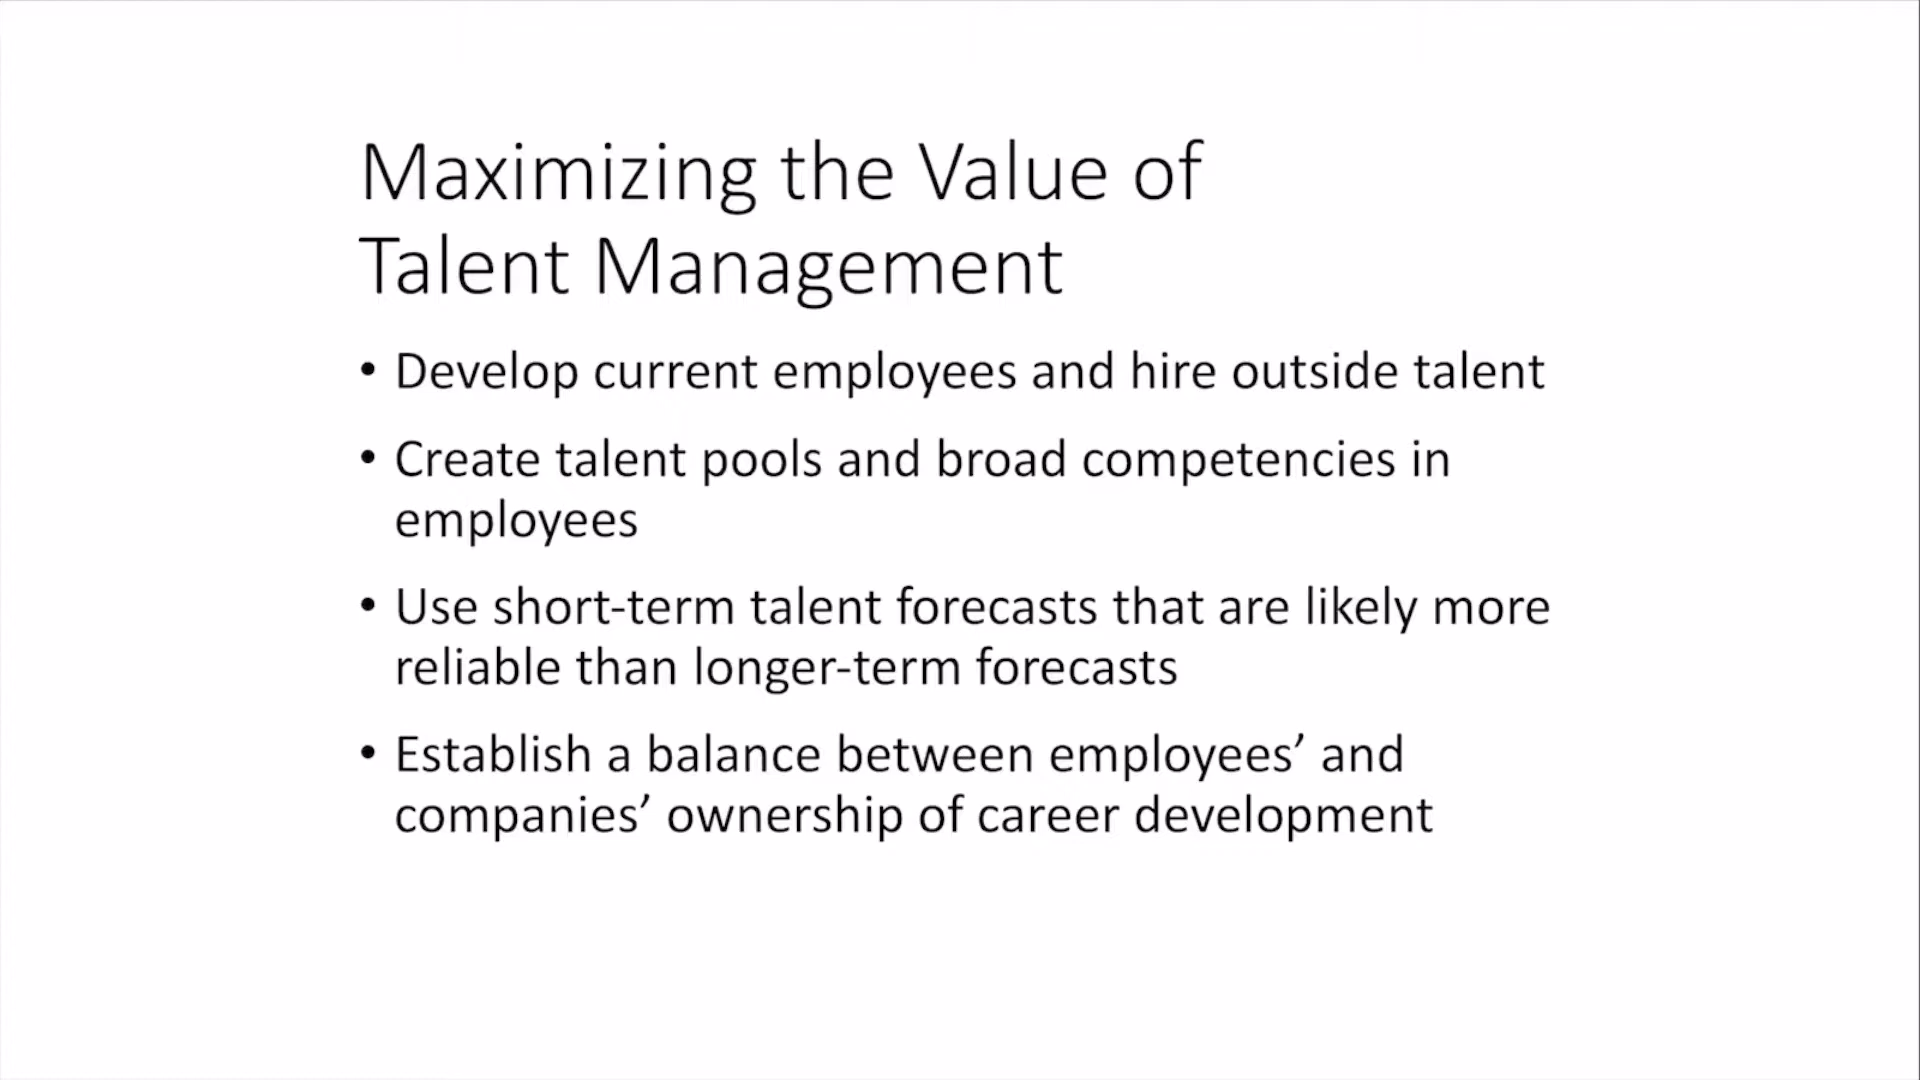 Maximizing the Value of
Talent Management
• Develop current employees and hire outside talent
• Create talent pools and broad competencies in
employees
• Use short-term talent forecasts that are likely more
reliable than longer-term forecasts
• Establish a balance between employees’ and
companies’ ownership of career development